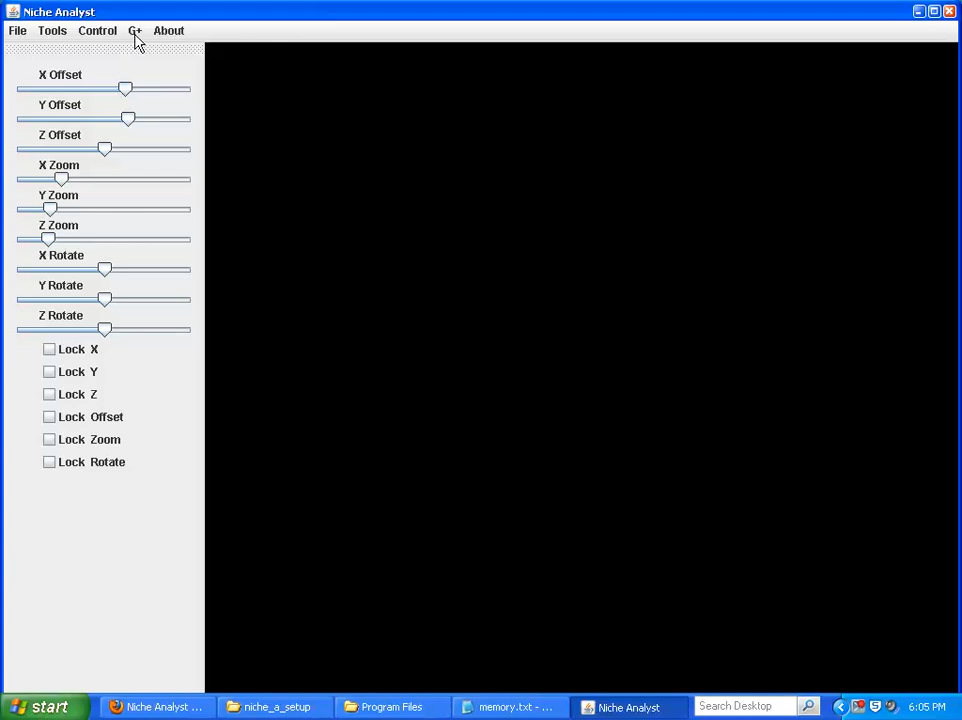 Niche Analyst
File Tools Control G+ About
X Offset
Y Offset
Z Offset
X Zoom
Y Zoom
Z Zoom
X Rotate
Y Rotate
Z Rotate
Lock X
Lock Y
Lock Z
Lock Offset
Lock Zoom
Lock Rotate
start Niche Analyst ... niche_a_setup Program Files memory.txt - ... Niche Analyst Search Desktop 6:05 PM